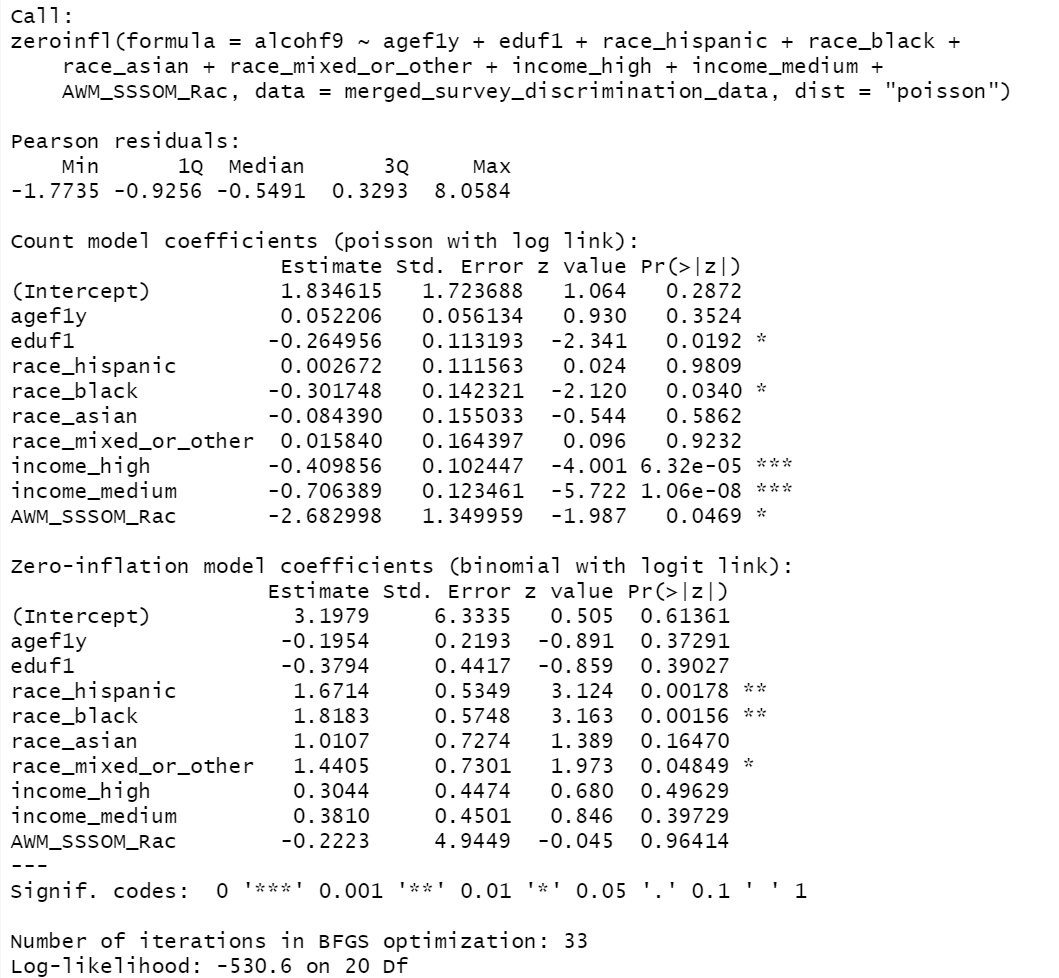 Call:
zeroinfl(formula = alcohf9 ~ agef1y + eduf1 + race_hispanic + race_black +
    race_asian + race_mixed_or_other + income_high + income_medium +
    AWM_SSSOM_Rac, data = merged_survey_discrimination_data, dist = "poisson")

Pearson residuals:
    Min      1Q  Median      3Q     Max
-1.7735 -0.9256 -0.5491  0.3293  8.0584

Count model coefficients (poisson with log link):
                     Estimate Std. Error z value Pr(>|z|)
(Intercept)          1.834615   1.723688   1.064   0.2872
agef1y               0.052206   0.056134   0.930   0.3524
eduf1               -0.264956   0.113193  -2.341   0.0192 *
race_hispanic        0.002672   0.111563   0.024   0.9809
race_black          -0.301748   0.142321  -2.120   0.0340 *
race_asian          -0.084390   0.155033  -0.544   0.5862
race_mixed_or_other  0.015840   0.164397   0.096   0.9232
income_high         -0.409856   0.102447  -4.001 6.32e-05 ***
income_medium       -0.706389   0.123461  -5.722 1.06e-08 ***
AWM_SSSOM_Rac       -2.682998   1.349959  -1.987   0.0469 *

Zero-inflation model coefficients (binomial with logit link):
                    Estimate Std. Error z value Pr(>|z|)
(Intercept)           3.1979     6.3335   0.505  0.61361
agef1y               -0.1954     0.2193  -0.891  0.37291
eduf1                -0.3794     0.4417  -0.859  0.39027
race_hispanic         1.6714     0.5349   3.124  0.00178 **
race_black            1.8183     0.5748   3.163  0.00156 **
race_asian            1.0107     0.7274   1.389  0.16470
race_mixed_or_other   1.4405     0.7301   1.973  0.04849 *
income_high           0.3044     0.4474   0.680  0.49629
income_medium         0.3810     0.4501   0.846  0.39729
AWM_SSSOM_Rac        -0.2223     4.9449  -0.045  0.96414
---
Signif. codes:  0 '***' 0.001 '**' 0.01 '*' 0.05 '.' 0.1 ' ' 1

Number of iterations in BFGS optimization: 33
Log-likelihood: -530.6 on 20 Df